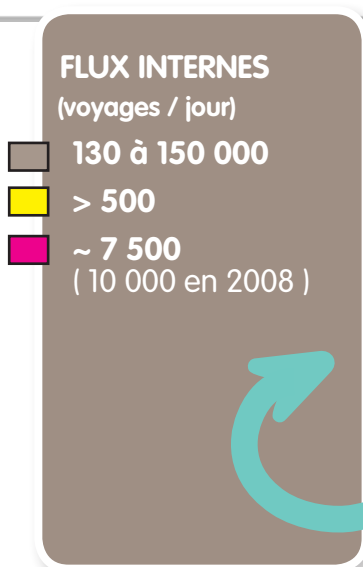 FLUX INTERNES
(voyages / jour)
130 à 150 000
> 500
~ 7 500
( 10 000 en 2008 )